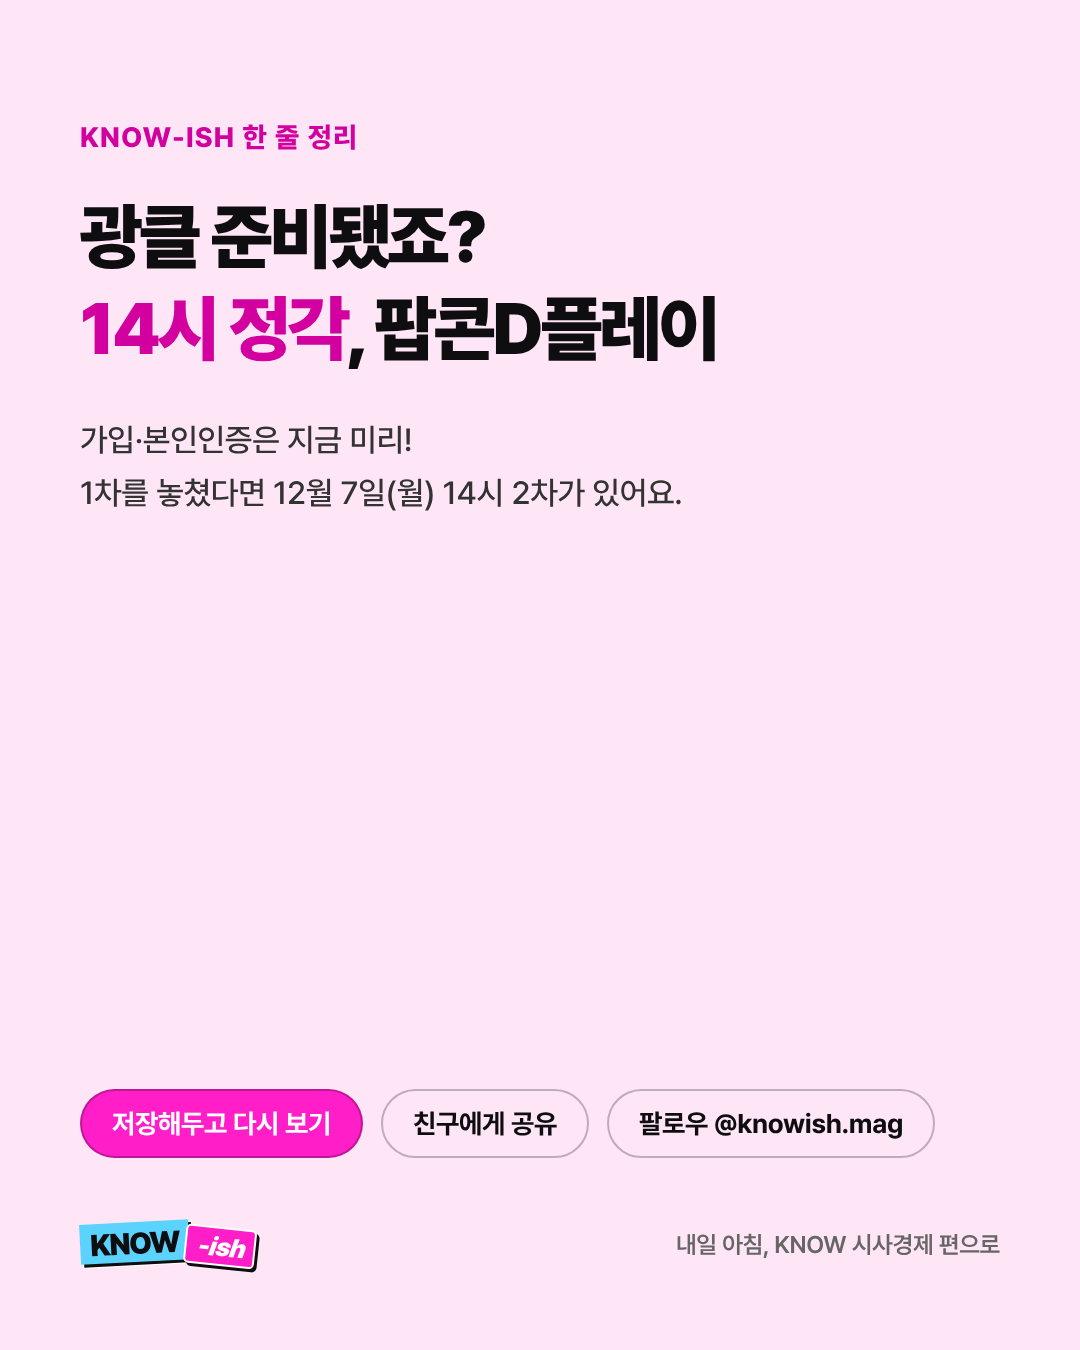 KNOW-ISH 한 줄 정리
광클 준비됐죠?
14시 정각, 팝콘D플레이
가입·본인인증은 지금 미리!
1차를 놓쳤다면 12월 7일(월) 14시 2차가 있어요.
저장해두고 다시 보기
친구에게 공유
팔로우 @knowish.mag
KNOW -ish
내일 아침, KNOW 시사경제 편으로